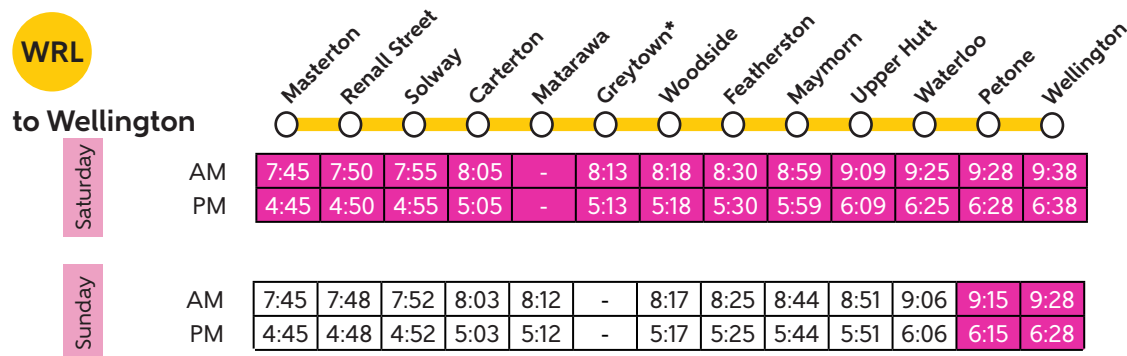 WRL
to Wellington
Masterton Renall Street Solway Carterton Matarawa Greytown* Woodside Featherston Maymorn Upper Hutt Waterloo Petone Wellington
Saturday
AM 7:45 7:50 7:55 8:05 - 8:13 8:18 8:30 8:59 9:09 9:25 9:28 9:38
PM 4:45 4:50 4:55 5:05 - 5:13 5:18 5:30 5:59 6:09 6:25 6:28 6:38
Sunday
AM 7:45 7:48 7:52 8:03 8:12 - 8:17 8:25 8:44 8:51 9:06 9:15 9:28
PM 4:45 4:48 4:52 5:03 5:12 - 5:17 5:25 5:44 5:51 6:06 6:15 6:28